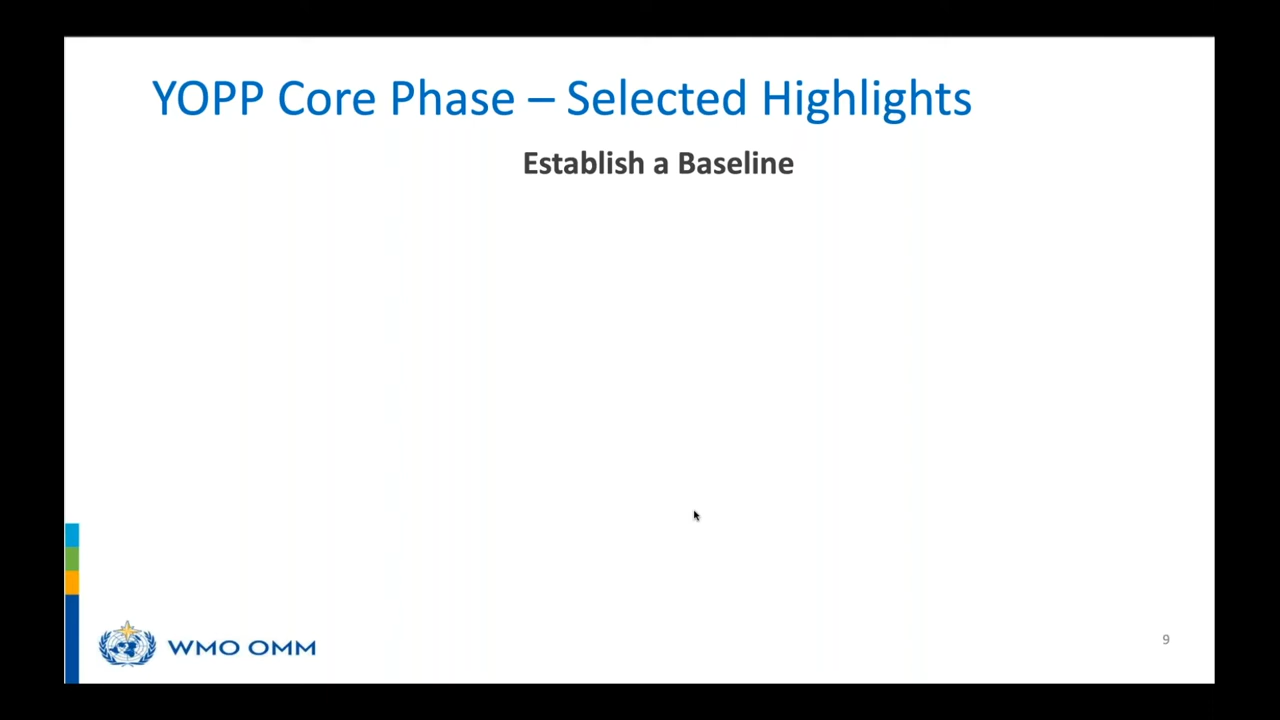 YOPP Core Phase – Selected Highlights
Establish a Baseline
WMO OMM
9